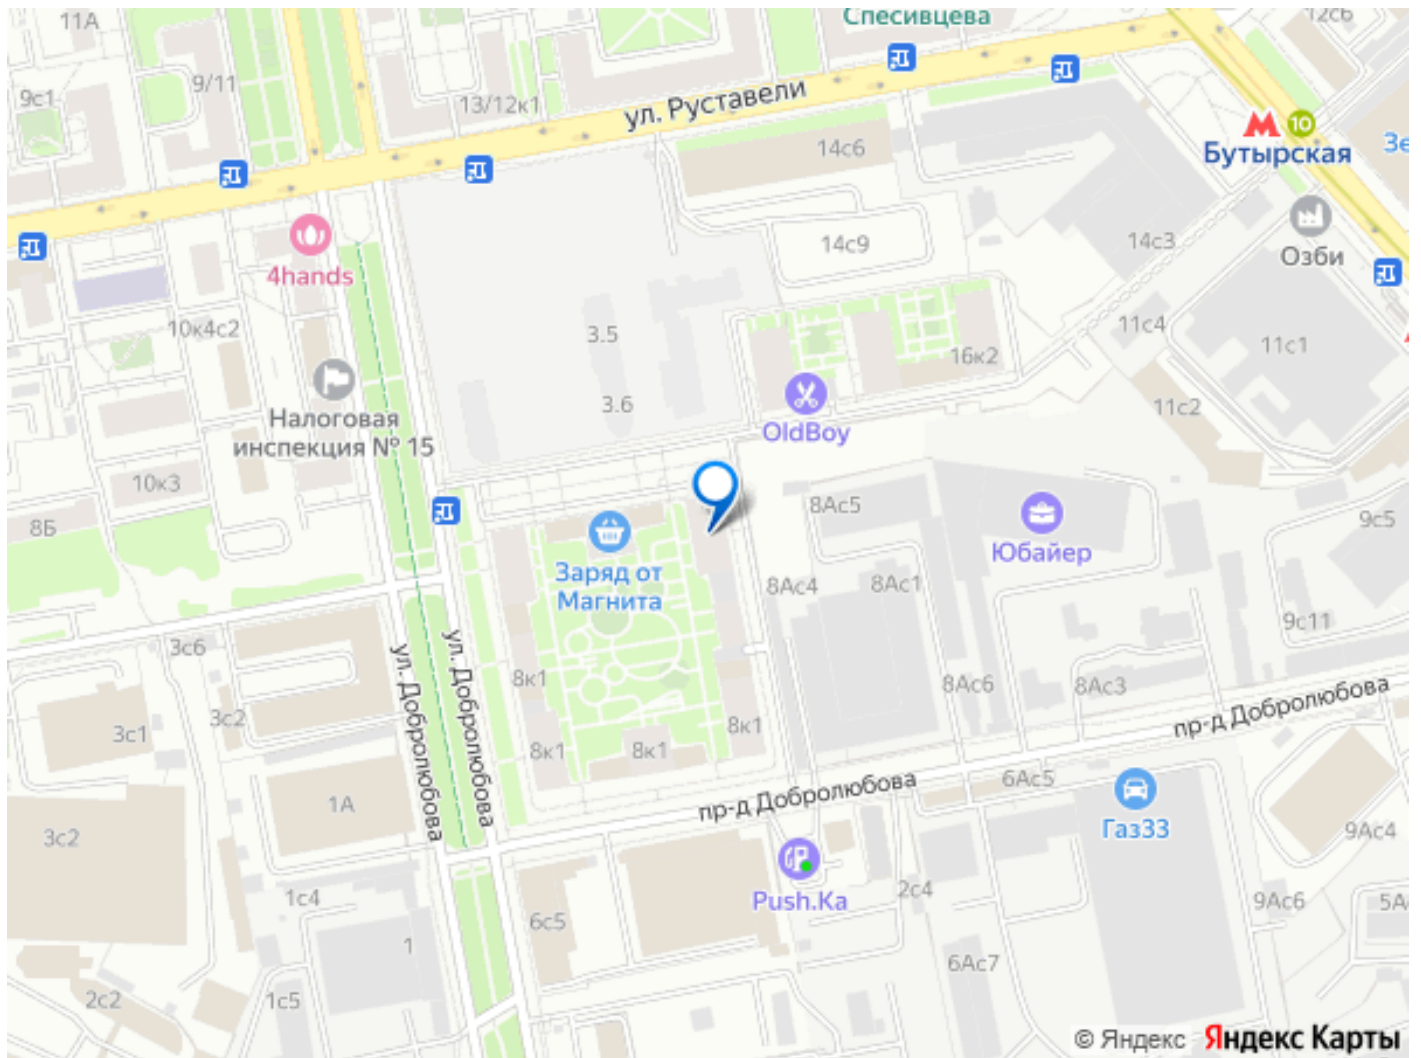 11А
Спесивцева
12с6
9/11
9с1
13/12к1
ул. Руставели
14с6
10
Бутырская
Зе
14с9
14с3
Озби
4hands
10к4с2
3.5
11с4
11с1
16к2
Налоговая
инспекция № 15
3.6
OldBoy
11с2
10к3
8Б
8Ас5
Юбайер
9с5
Заряд от
Магнита
8Ас4
8Ас1
9с11
3с6
ул. Добролюбова
ул. Добролюбова
8к1
8Ас6
8Ас3
пр-д Добролюбова
3с2
3с1
8к1
8к1
8к1
пр-д Добролюбова
6Ас5
1А
3с2
Газ33
9Ас4
Push.Ka
1с4
2с4
9Ас6
5А
6с5
1
6Ас7
2с2
1с5
© Яндекс Яндекс Карты